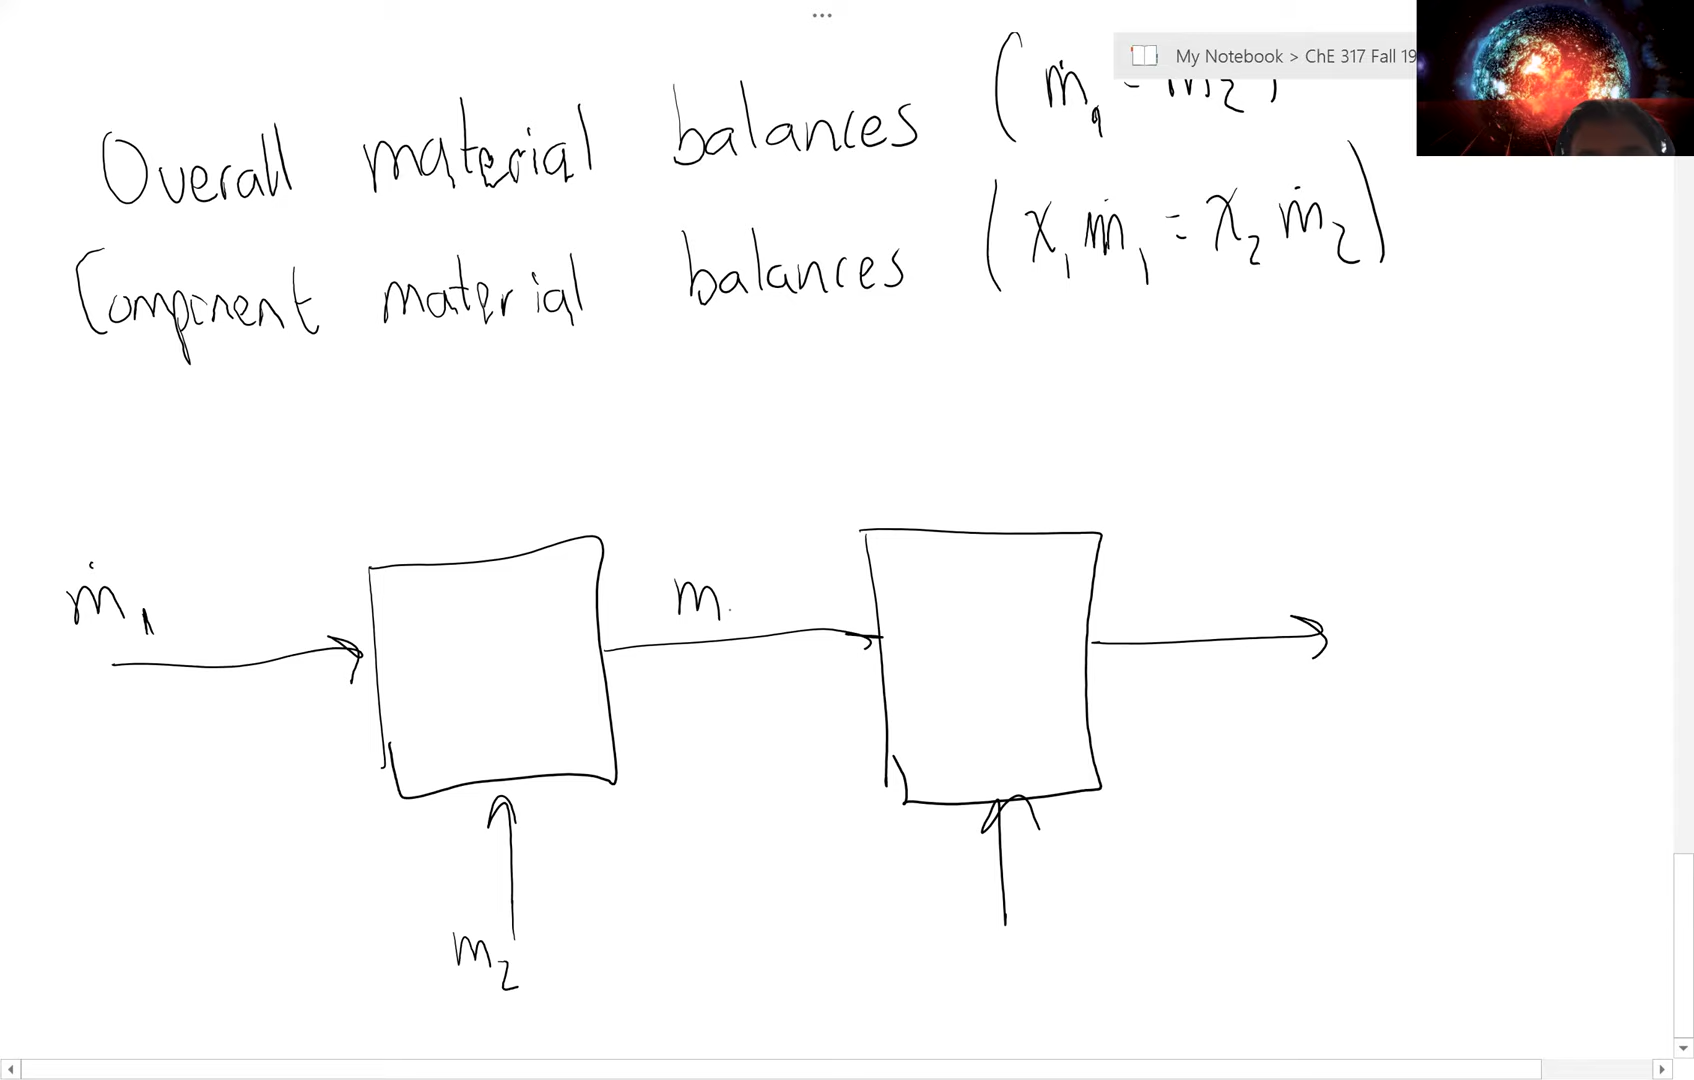 My Notebook > ChE 317 Fall 19
Overall material balances (ṁ₁ = ṁ₂)
Component material balances (x₁ṁ₁ = x₂ṁ₂)
ṁ₁
m
m₂